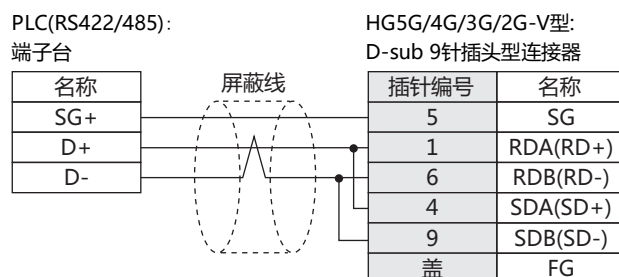 PLC(RS422/485):
端子台
HG5G/4G/3G/2G-V型:
D-sub 9针插头型连接器
名称
屏蔽线
插针编号
名称
SG+
5
SG
D+
1
RDA(RD+)
D-
6
RDB(RD-)
4
SDA(SD+)
9
SDB(SD-)
盖
FG